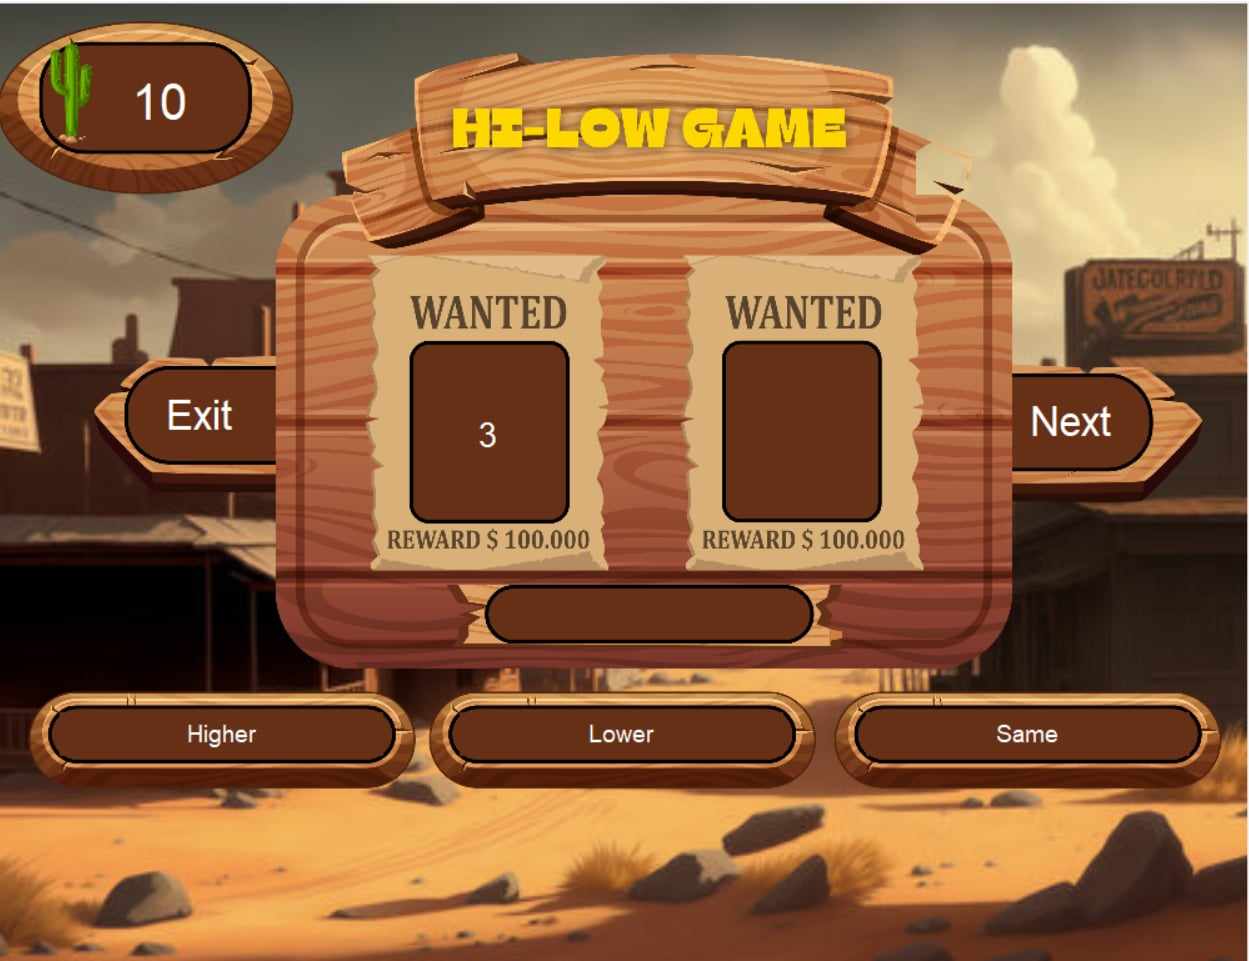 10
HI-LOW GAME
WANTED
WANTED
Exit
3
Next
REWARD $ 100.000
REWARD $ 100.000
Higher
Lower
Same